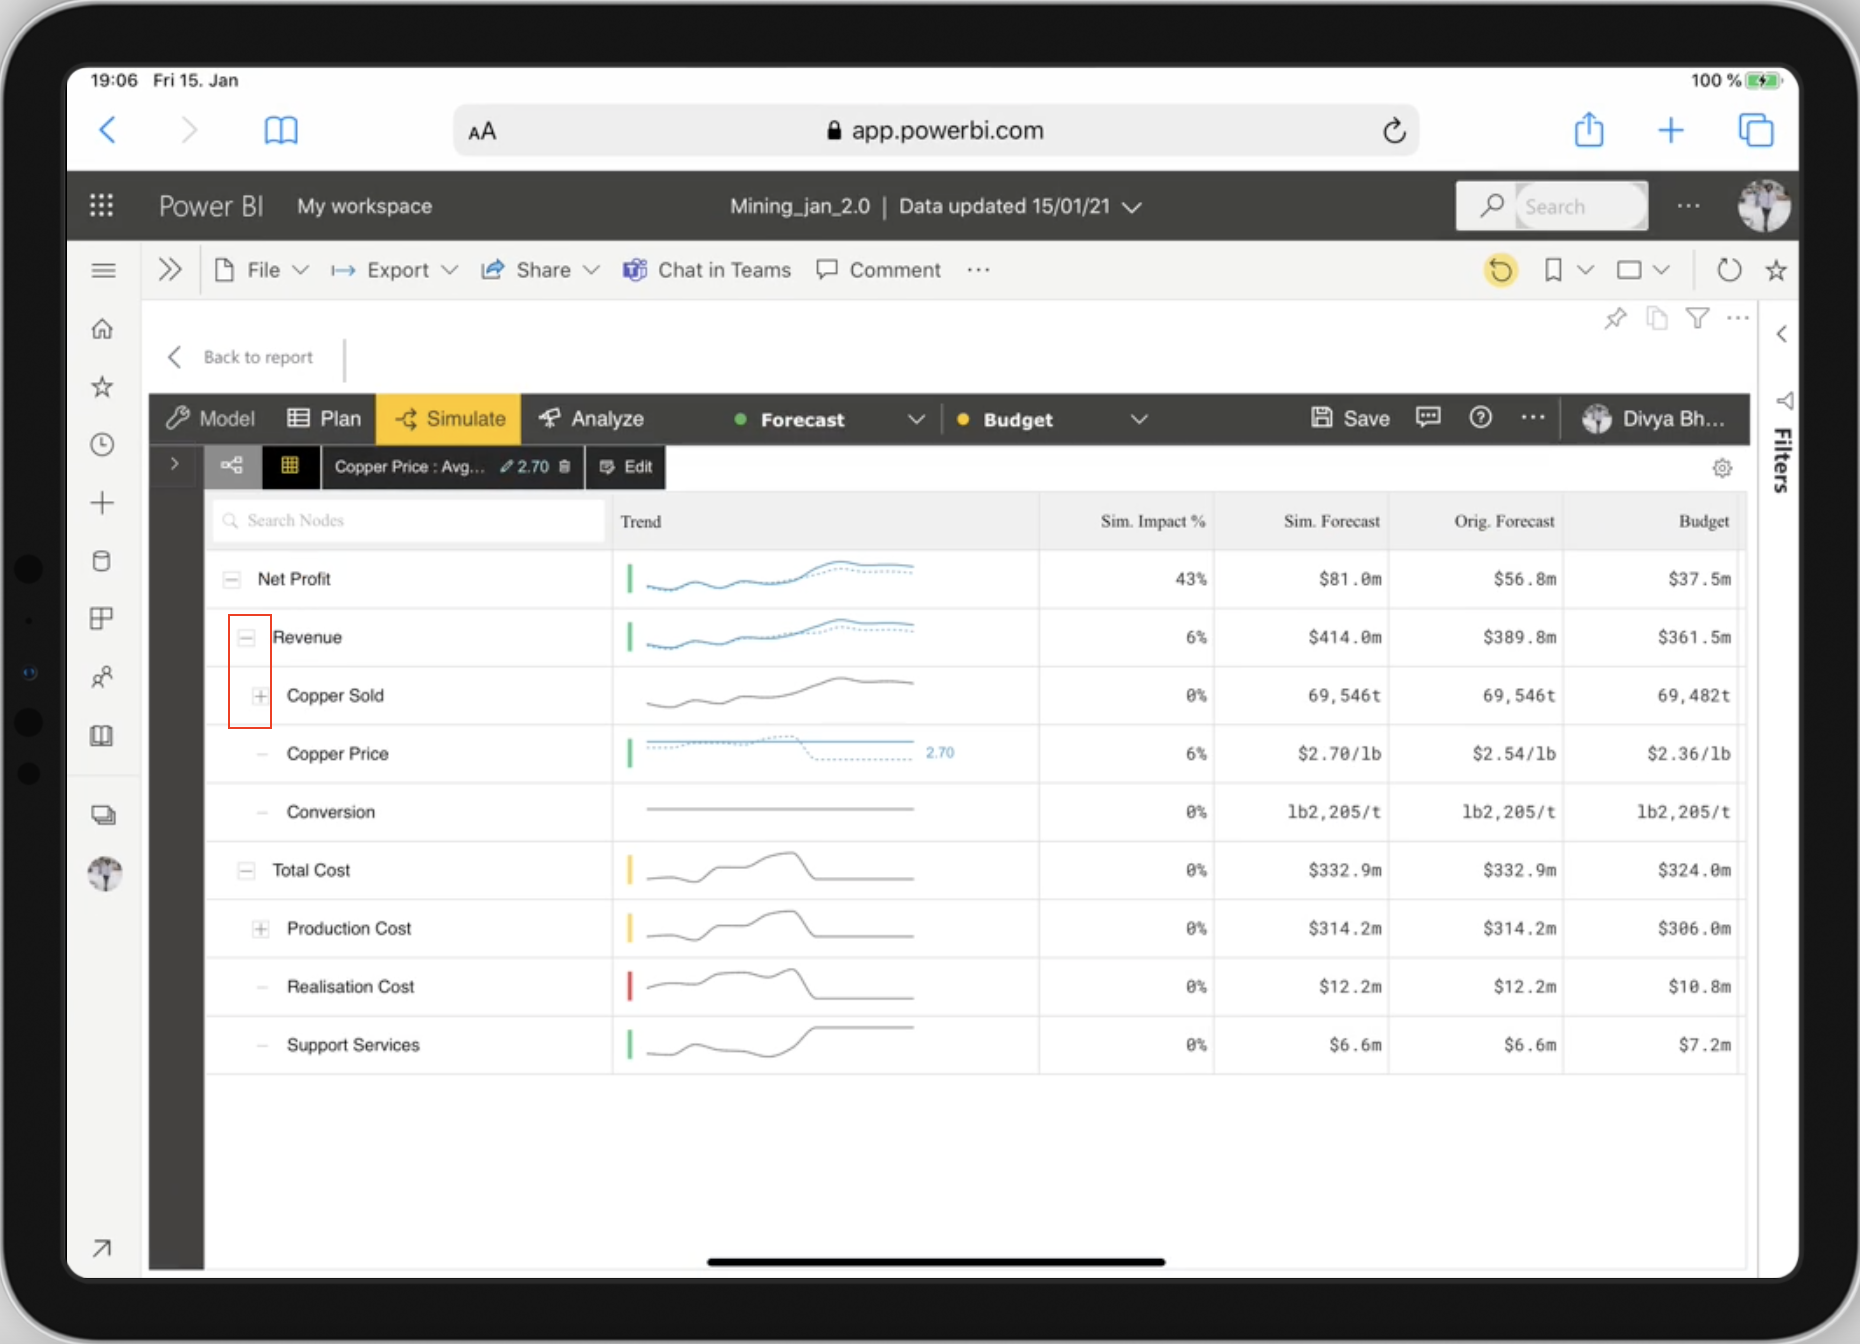 19:06 Fri 15. Jan 100 %
AA app.powerbi.com
Power BI My workspace Mining_jan_2.0 | Data updated 15/01/21 Search
File Export Share Chat in Teams Comment
Back to report
Model Plan Simulate Analyze Forecast Budget Save Divya Bh...
Copper Price : Avg... 2.70 Edit
Filters
Search Nodes Trend Sim. Impact % Sim. Forecast Orig. Forecast Budget
Net Profit 43% $81.0m $56.8m $37.5m
Revenue 6% $414.0m $389.8m $361.5m
Copper Sold 0% 69,546t 69,546t 69,482t
Copper Price 2.70 6% $2.70/lb $2.54/lb $2.36/lb
Conversion 0% lb2,205/t lb2,205/t lb2,205/t
Total Cost 0% $332.9m $332.9m $324.0m
Production Cost 0% $314.2m $314.2m $306.0m
Realisation Cost 0% $12.2m $12.2m $10.8m
Support Services 0% $6.6m $6.6m $7.2m